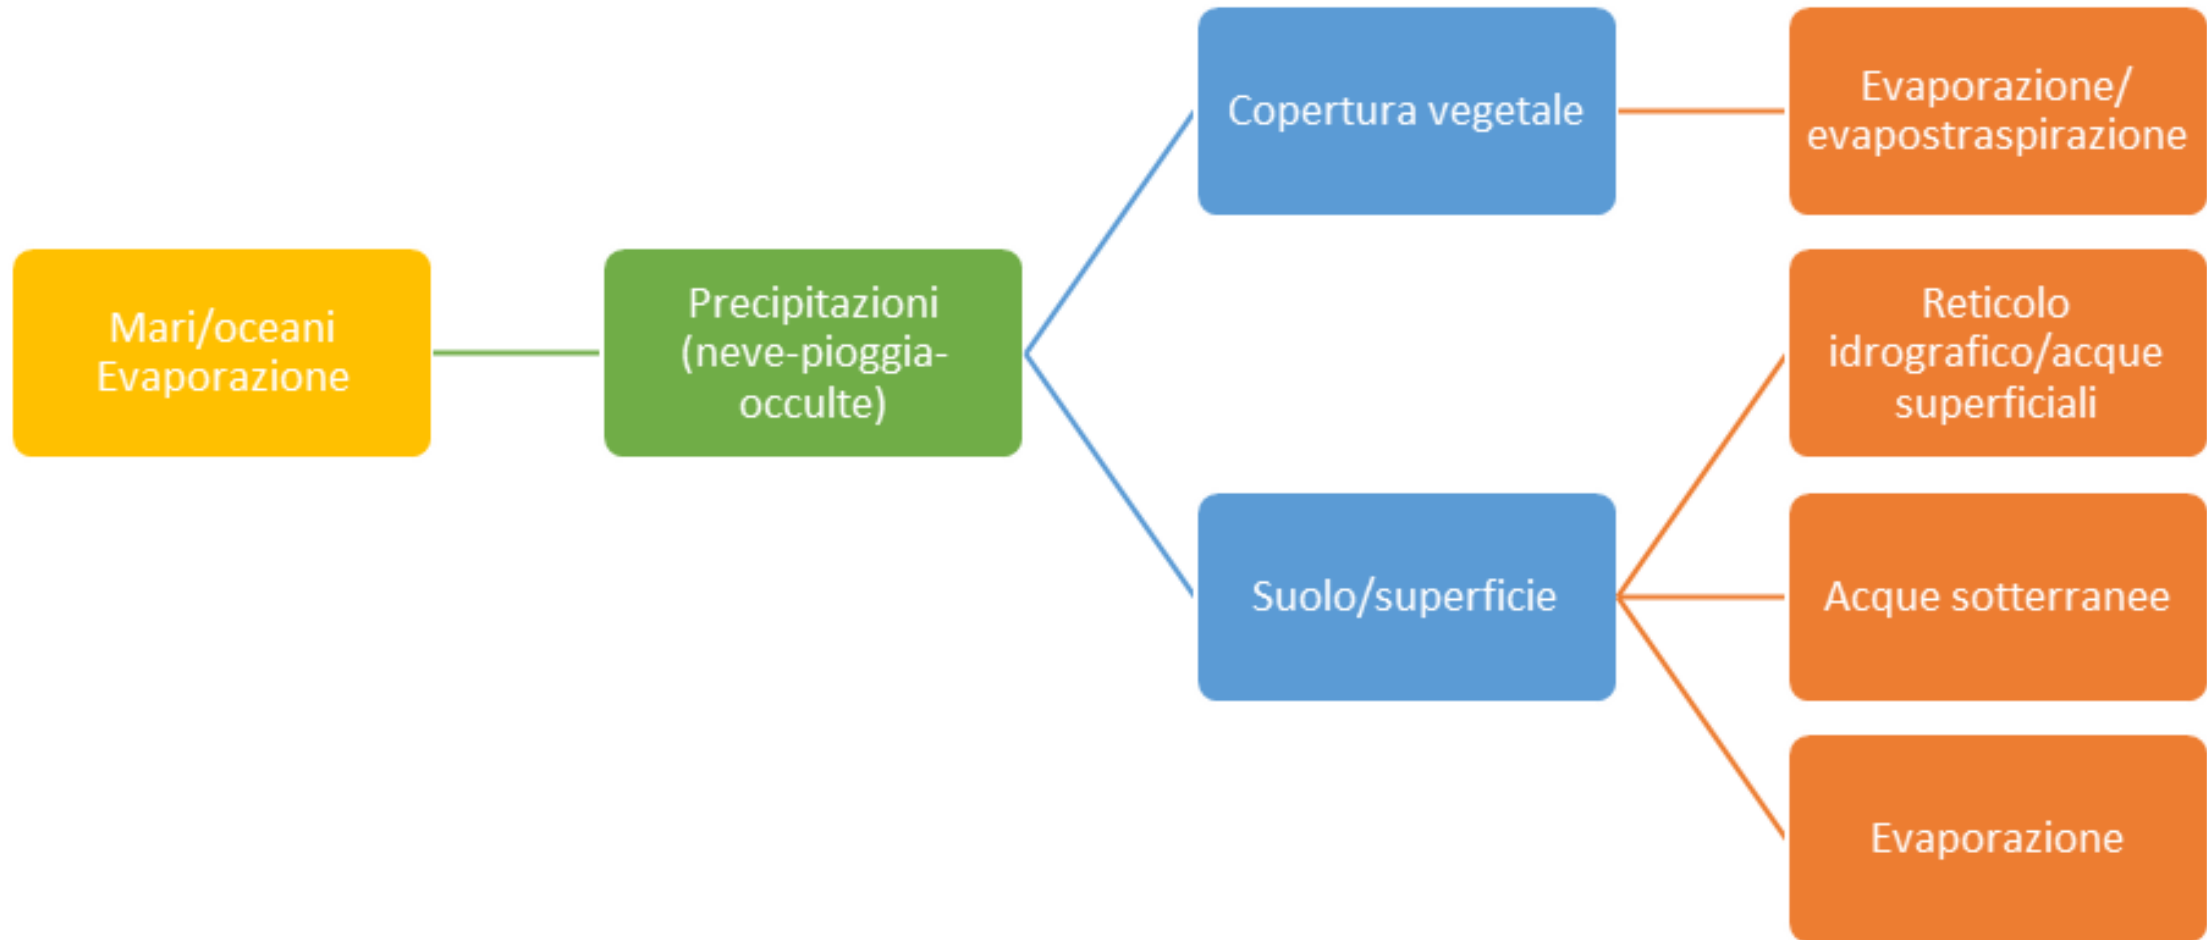 Mari/oceani
Evaporazione
Precipitazioni
(neve-pioggia-
occulte)
Copertura vegetale
Suolo/superficie
Evaporazione/
evapostraspirazione
Reticolo
idrografico/acque
superficiali
Acque sotterranee
Evaporazione